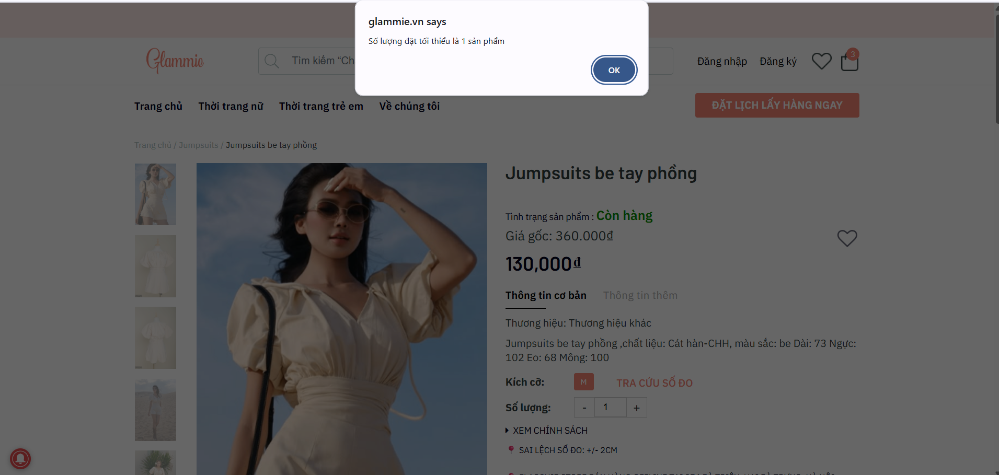 glammie.vn says
Số lượng đặt tối thiểu là 1 sản phẩm
OK
Glammie
Tìm kiếm “Ch
Đăng nhập
Đăng ký
3
Trang chủ
Thời trang nữ
Thời trang trẻ em
Về chúng tôi
ĐẶT LỊCH LẤY HÀNG NGAY
Trang chủ / Jumpsuits / Jumpsuits be tay phồng
Jumpsuits be tay phồng
Tình trạng sản phẩm : Còn hàng
Giá gốc: 360.000₫
130,000₫
Thông tin cơ bản
Thông tin thêm
Thương hiệu: Thương hiệu khác
Jumpsuits be tay phồng ,chất liệu: Cát hàn-CHH, màu sắc: be Dài: 73 Ngực:
102 Eo: 68 Mông: 100
Kích cỡ:
M
TRA CỨU SỐ ĐO
Số lượng:
- 1 +
XEM CHÍNH SÁCH
SAI LỆCH SỐ ĐO: +/- 2CM